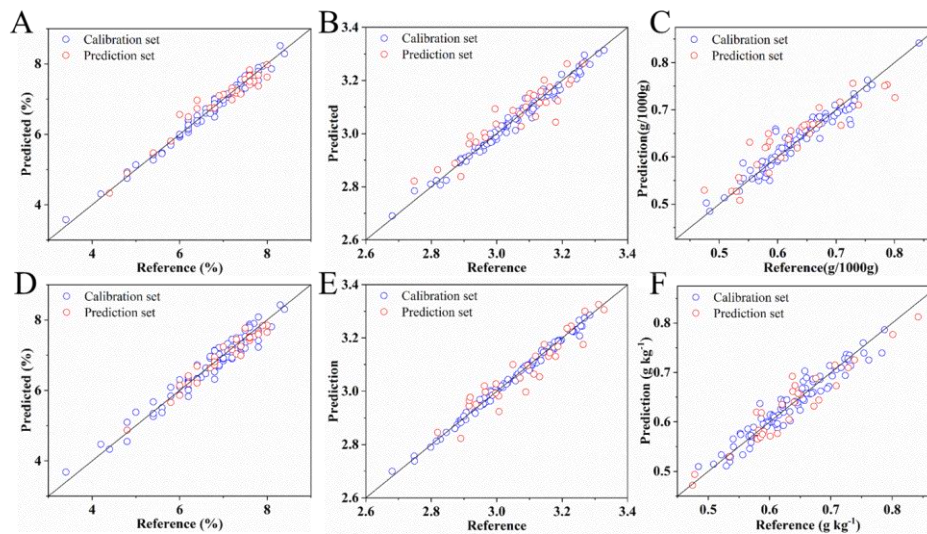 A
Calibration set
Prediction set
Predicted (%)
8
6
4
4
6
8
Reference (%)
B
Calibration set
Prediction set
Predicted
3.4
3.2
3.0
2.8
2.6
2.6
2.8
3.0
3.2
3.4
Reference
C
Calibration set
Prediction set
Prediction(g/1000g)
0.8
0.7
0.6
0.5
0.5
0.6
0.7
0.8
Reference(g/1000g)
D
Calibration set
Prediction set
Predicted (%)
8
6
4
4
6
8
Reference (%)
E
Calibration set
Prediction set
Prediction
3.4
3.2
3.0
2.8
2.6
2.6
2.8
3.0
3.2
3.4
Reference
F
Calibration set
Prediction set
Prediction (g kg⁻¹)
0.8
0.7
0.6
0.5
0.5
0.6
0.7
0.8
Reference (g kg⁻¹)